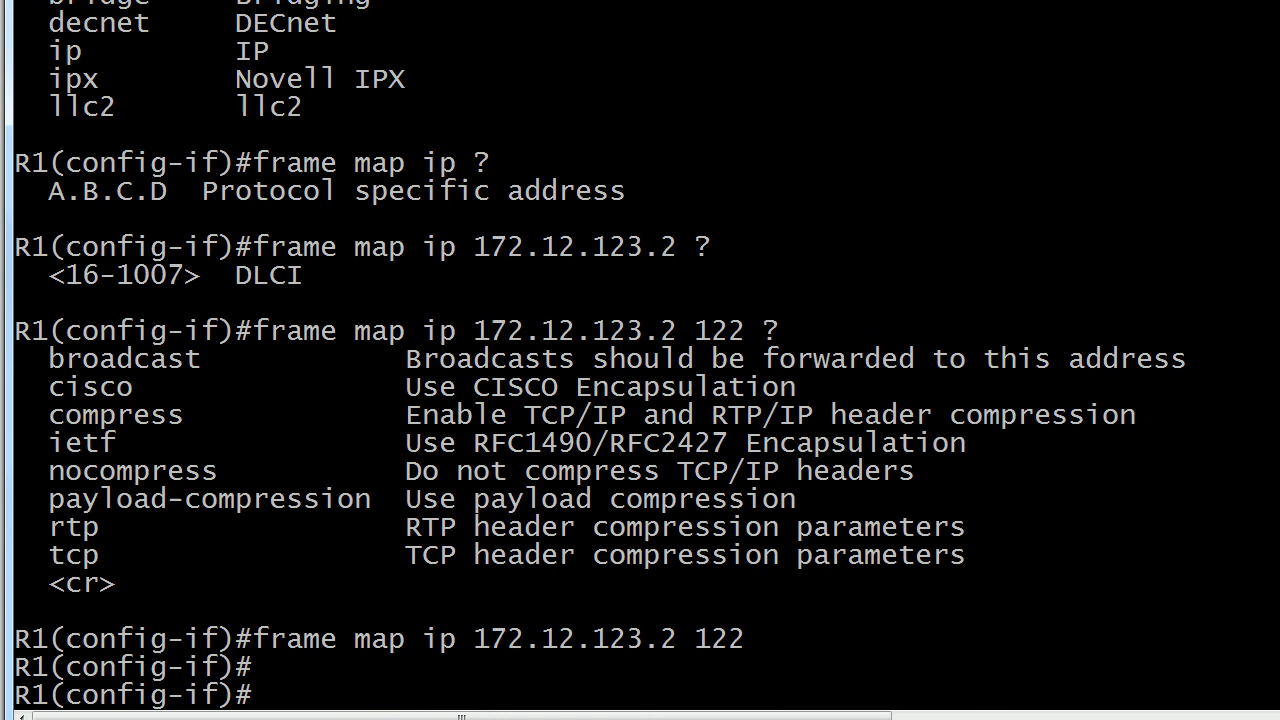 bridge Bridging
decnet DECnet
ip IP
ipx Novell IPX
llc2 llc2
R1(config-if)#frame map ip ?
A.B.C.D Protocol specific address
R1(config-if)#frame map ip 172.12.123.2 ?
<16-1007> DLCI
R1(config-if)#frame map ip 172.12.123.2 122 ?
broadcast Broadcasts should be forwarded to this address
cisco Use CISCO Encapsulation
compress Enable TCP/IP and RTP/IP header compression
ietf Use RFC1490/RFC2427 Encapsulation
nocompress Do not compress TCP/IP headers
payload-compression Use payload compression
rtp RTP header compression parameters
tcp TCP header compression parameters
<cr>
R1(config-if)#frame map ip 172.12.123.2 122
R1(config-if)#
R1(config-if)#